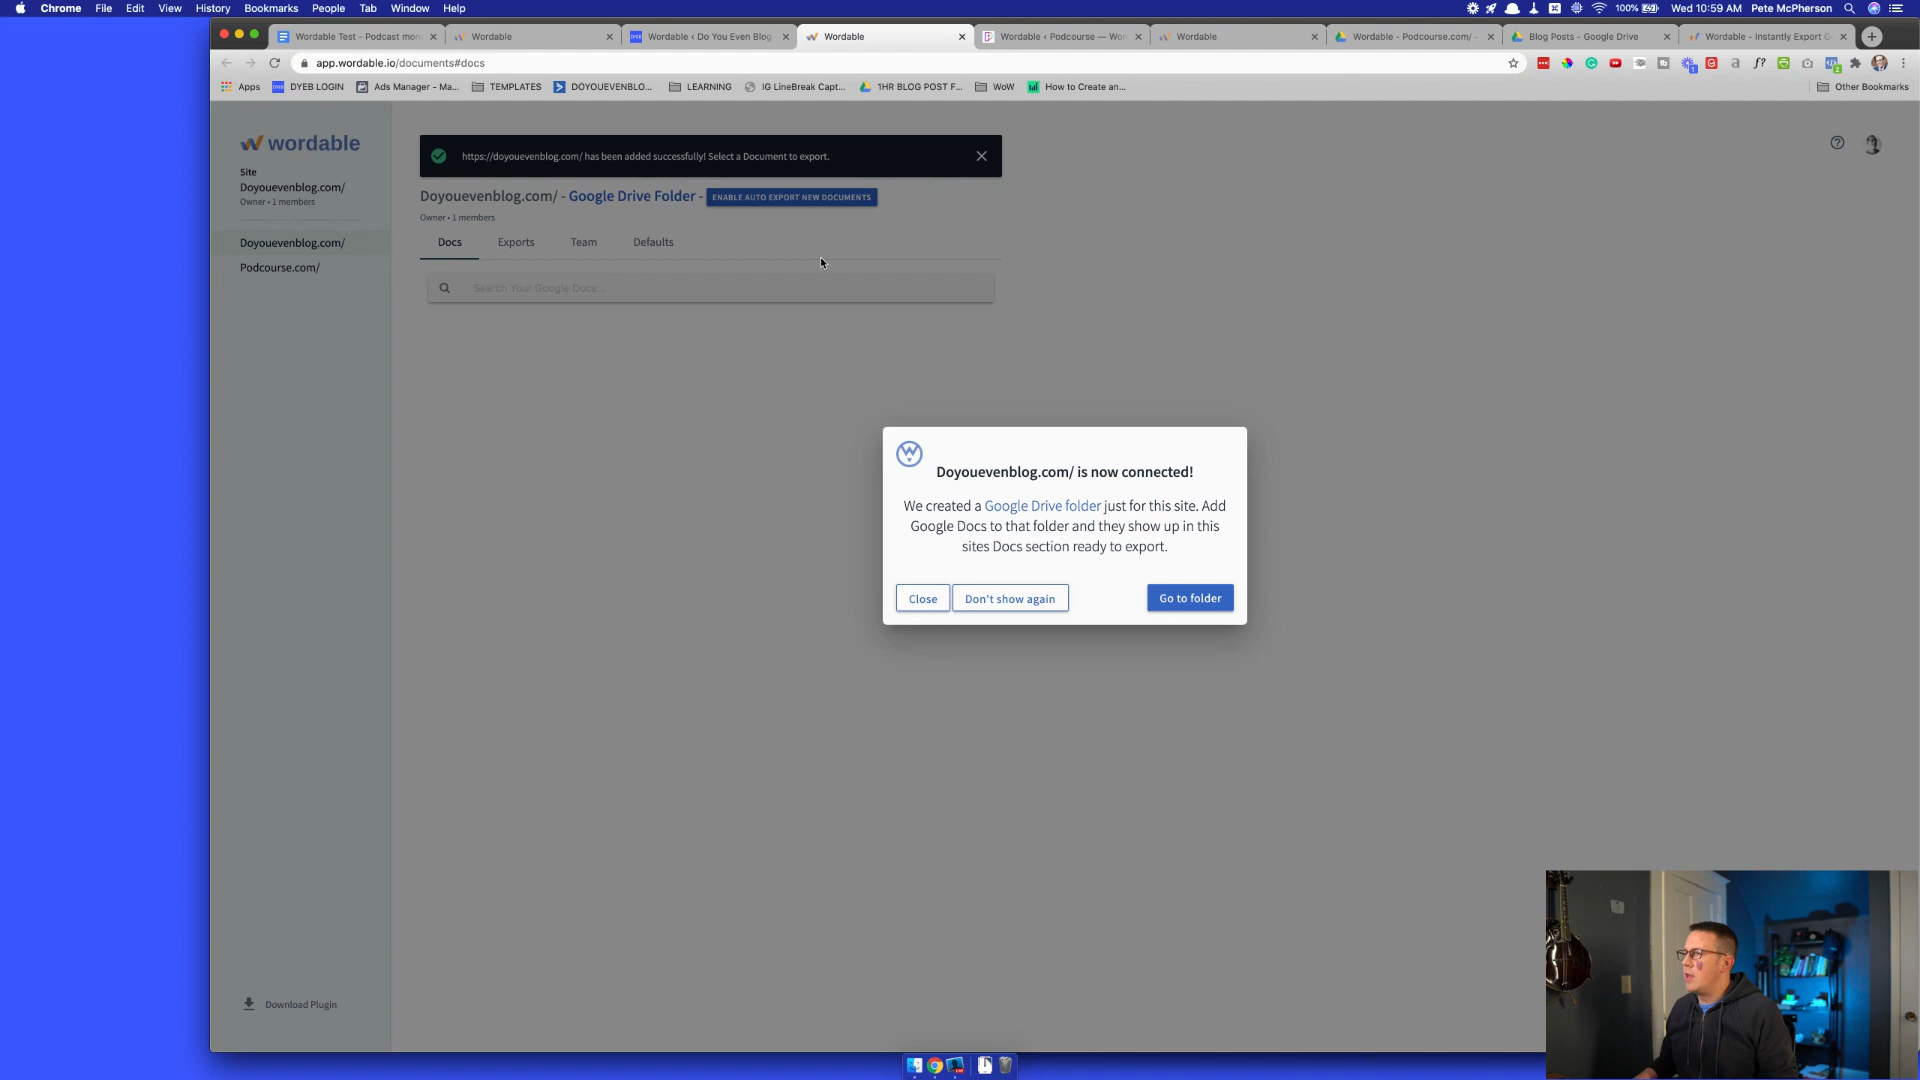 Chrome File Edit View History Bookmarks People Tab Window Help 100% Wed 10:59 AM Pete McPherson
Wordable Test - Podcast mon Wordable Wordable ‹ Do You Even Blog Wordable Wordable ‹ Podcourse — Wor Wordable Wordable - Podcourse.com/ - Blog Posts - Google Drive Wordable - Instantly Export G
app.wordable.io/documents#docs
Apps DYEB LOGIN Ads Manager - Ma... TEMPLATES DOYOUEVENBLO... LEARNING IG LineBreak Capt... 1HR BLOG POST F... WoW How to Create an... Other Bookmarks
wordable
Site
Doyouevenblog.com/
Owner • 1 members
Doyouevenblog.com/
Podcourse.com/
Download Plugin
https://doyouevenblog.com/ has been added successfully! Select a Document to export.
Doyouevenblog.com/ - Google Drive Folder - ENABLE AUTO EXPORT NEW DOCUMENTS
Owner • 1 members
Docs Exports Team Defaults
Search Your Google Docs...
Doyouevenblog.com/ is now connected!
We created a Google Drive folder just for this site. Add
Google Docs to that folder and they show up in this
sites Docs section ready to export.
Close Don't show again Go to folder